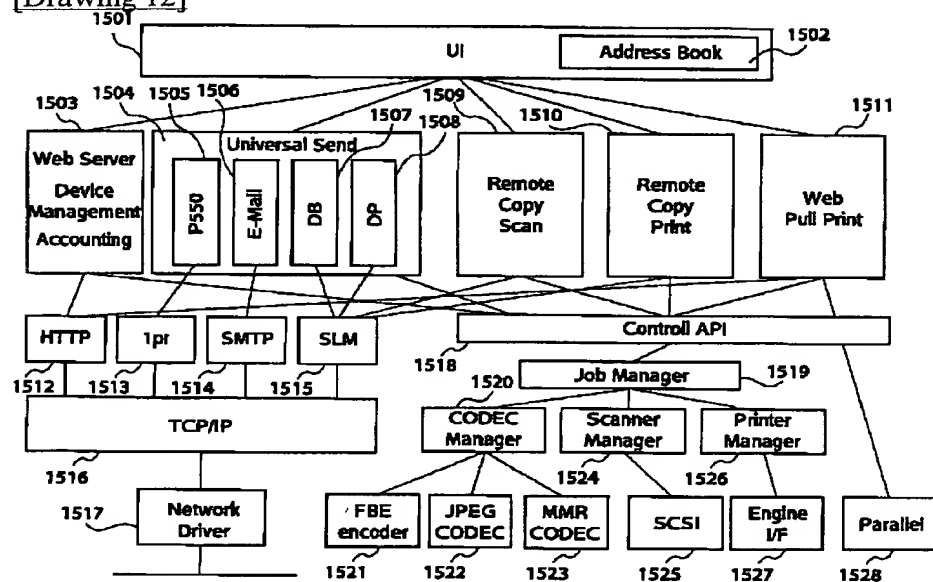 [Drawing 12]
1501
UI
Address Book
1502
1503
1504
1505
1506
1507
1508
1509
1510
1511
Web Server
Device
Management
Accounting
Universal Send
P550
E-Mail
DB
DP
Remote
Copy
Scan
Remote
Copy
Print
Web
Pull Print
HTTP
1pr
SMTP
SLM
Controll API
1512
1513
1514
1515
1518
Job Manager
1519
1520
TCP/IP
CODEC
Manager
Scanner
Manager
Printer
Manager
1516
1524
1526
1517
Network
Driver
FBE
encoder
JPEG
CODEC
MMR
CODEC
SCSI
Engine
I/F
Parallel
1521
1522
1523
1525
1527
1528